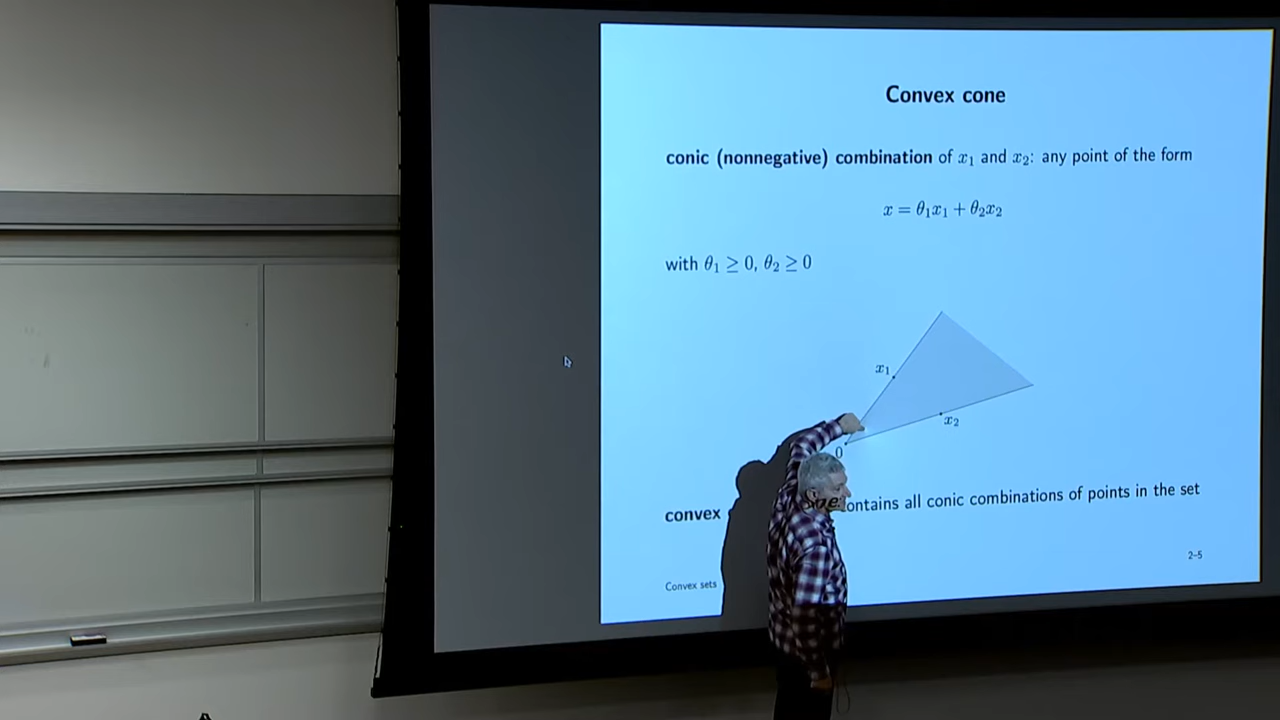 Convex cone
conic (nonnegative) combination of x₁ and x₂: any point of the form
x = θ₁x₁ + θ₂x₂
with θ₁ ≥ 0, θ₂ ≥ 0
x₁
x₂
0
convex contains all conic combinations of points in the set
2–5
Convex sets